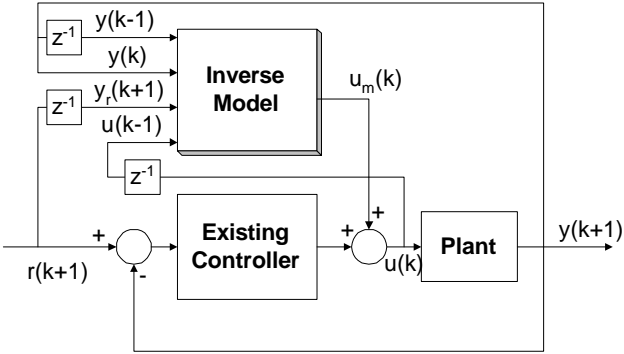 z⁻¹
y(k-1)
y(k)
z⁻¹
y_r(k+1)
u(k-1)
Inverse
Model
u_m(k)
z⁻¹
+
r(k+1)
-
Existing
Controller
+
+
u(k)
Plant
y(k+1)